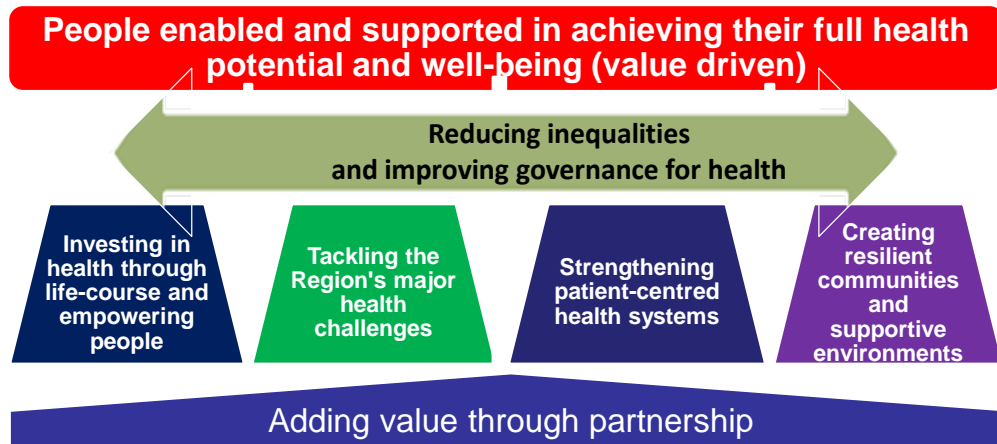 People enabled and supported in achieving their full health
potential and well-being (value driven)
Reducing inequalities
and improving governance for health
Investing in
health through
life-course and
empowering
people
Tackling the
Region's major
health
challenges
Strengthening
patient-centred
health systems
Creating
resilient
communities
and
supportive
environments
Adding value through partnership